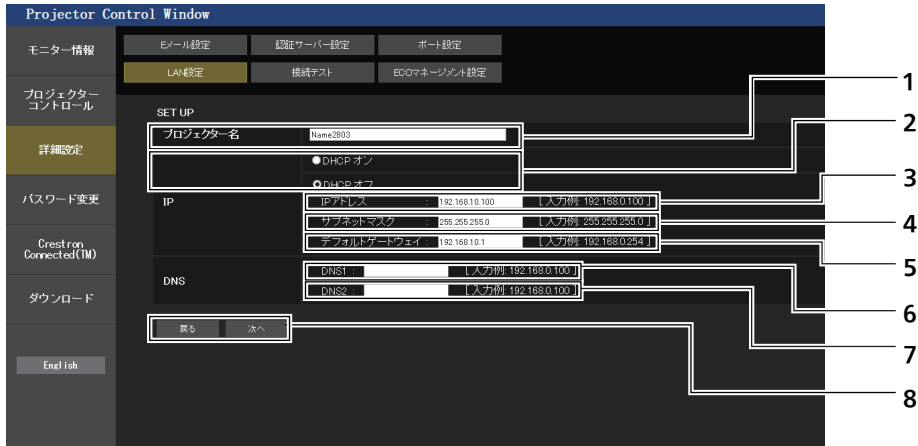 Projector Control Window
モニター情報
プロジェクター
コントロール
詳細設定
パスワード変更
Crestron
Connected(TM)
ダウンロード
English
Eメール設定 認証サーバー設定 ポート設定
LAN設定 接続テスト ECOマネージメント設定
SET UP
プロジェクター名 Name2803
DHCP オン
DHCP オフ
IP
IPアドレス : 192.168.10.100 [ 入力例: 192.168.0.100 ]
サブネットマスク : 255.255.255.0 [ 入力例: 255.255.255.0 ]
デフォルトゲートウェイ : 192.168.10.1 [ 入力例: 192.168.0.254 ]
DNS
DNS1 : [ 入力例: 192.168.0.100 ]
DNS2 : [ 入力例: 192.168.0.100 ]
戻る 次へ
1
2
3
4
5
6
7
8